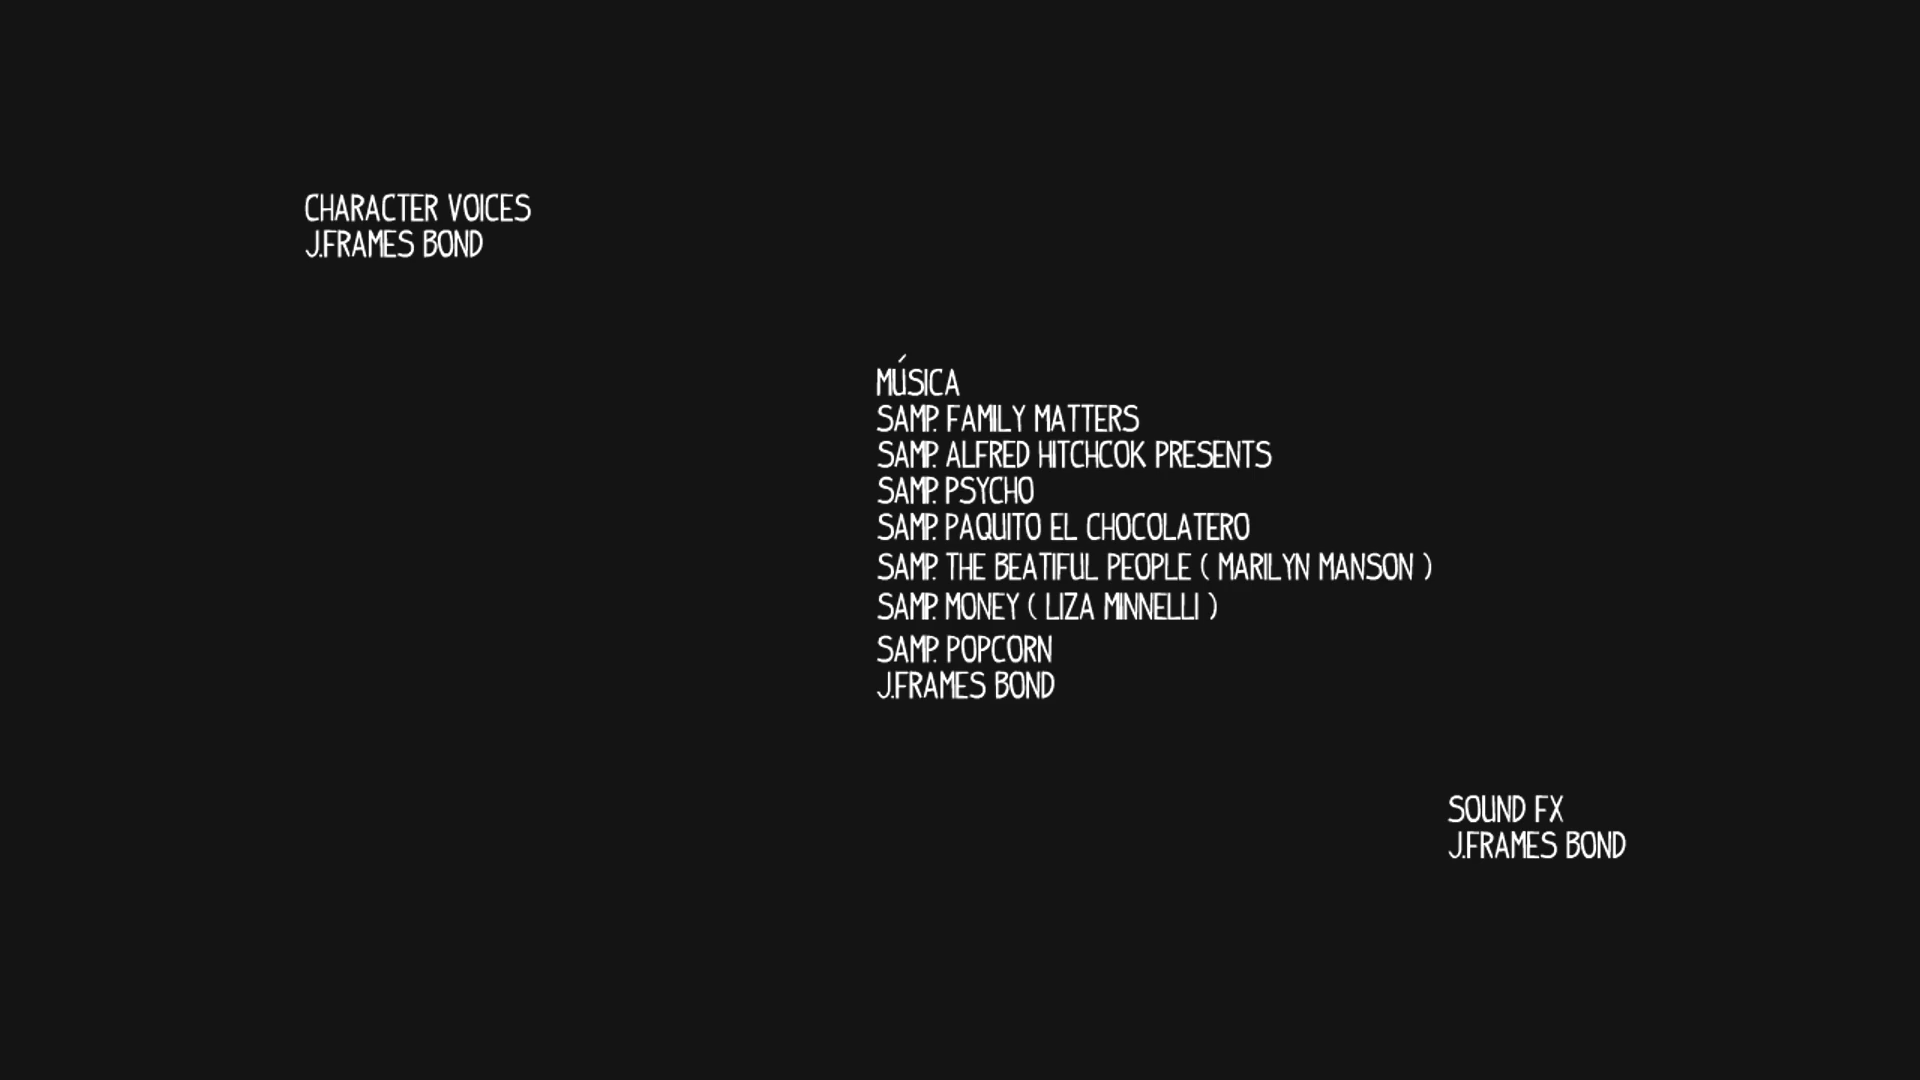 CHARACTER VOICES
J.FRAMES BOND
MÚSICA
SAMP. FAMILY MATTERS
SAMP. ALFRED HITCHCOK PRESENTS
SAMP. PSYCHO
SAMP. PAQUITO EL CHOCOLATERO
SAMP. THE BEATIFUL PEOPLE ( MARILYN MANSON )
SAMP. MONEY ( LIZA MINNELLI )
SAMP. POPCORN
J.FRAMES BOND
SOUND FX
J.FRAMES BOND